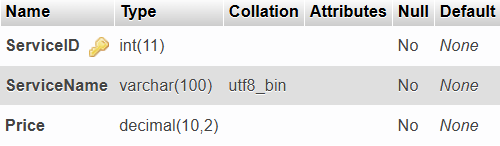 Name Type Collation Attributes Null Default
ServiceID int(11) No None
ServiceName varchar(100) utf8_bin No None
Price decimal(10,2) No None